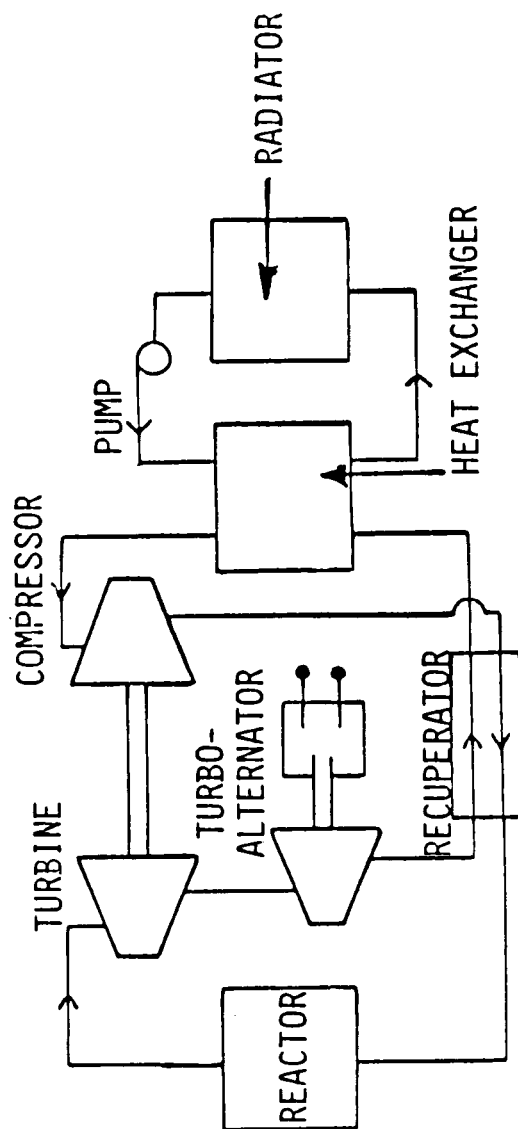 REACTOR
TURBINE
TURBO-
ALTERNATOR
COMPRESSOR
RECUPERATOR
PUMP
HEAT EXCHANGER
RADIATOR